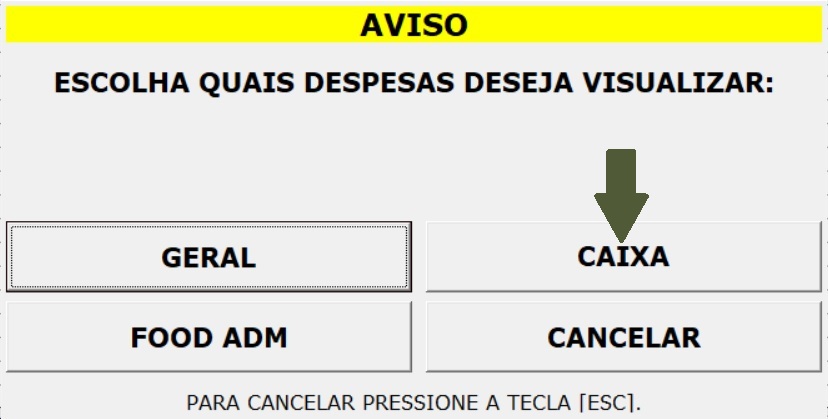 AVISO
ESCOLHA QUAIS DESPESAS DESEJA VISUALIZAR:
GERAL
CAIXA
FOOD ADM
CANCELAR
PARA CANCELAR PRESSIONE A TECLA [ESC].